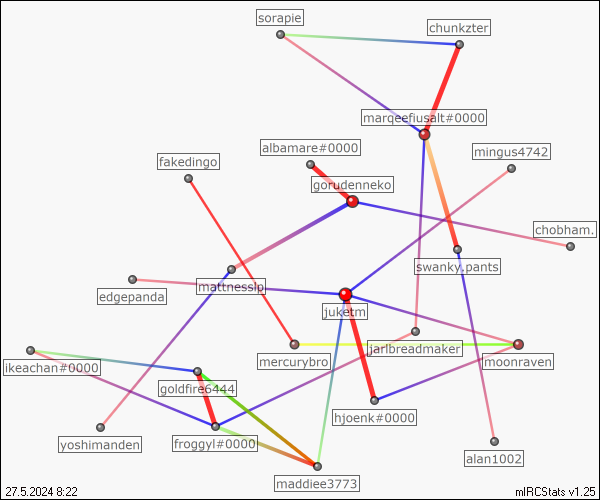 sorapie
chunkzter
marqeefiusalt#0000
albamare#0000
mingus4742
fakedingo
gorudenneko
chobham.
swanky.pants
mattnesslp
edgepanda
juketm
jarlbreadmaker
mercurybro
moonraven
ikeachan#0000
goldfire6444
hjoenk#0000
froggyl#0000
yoshimanden
alan1002
maddiee3773
27.5.2024 8:22
mIRCStats v1.25